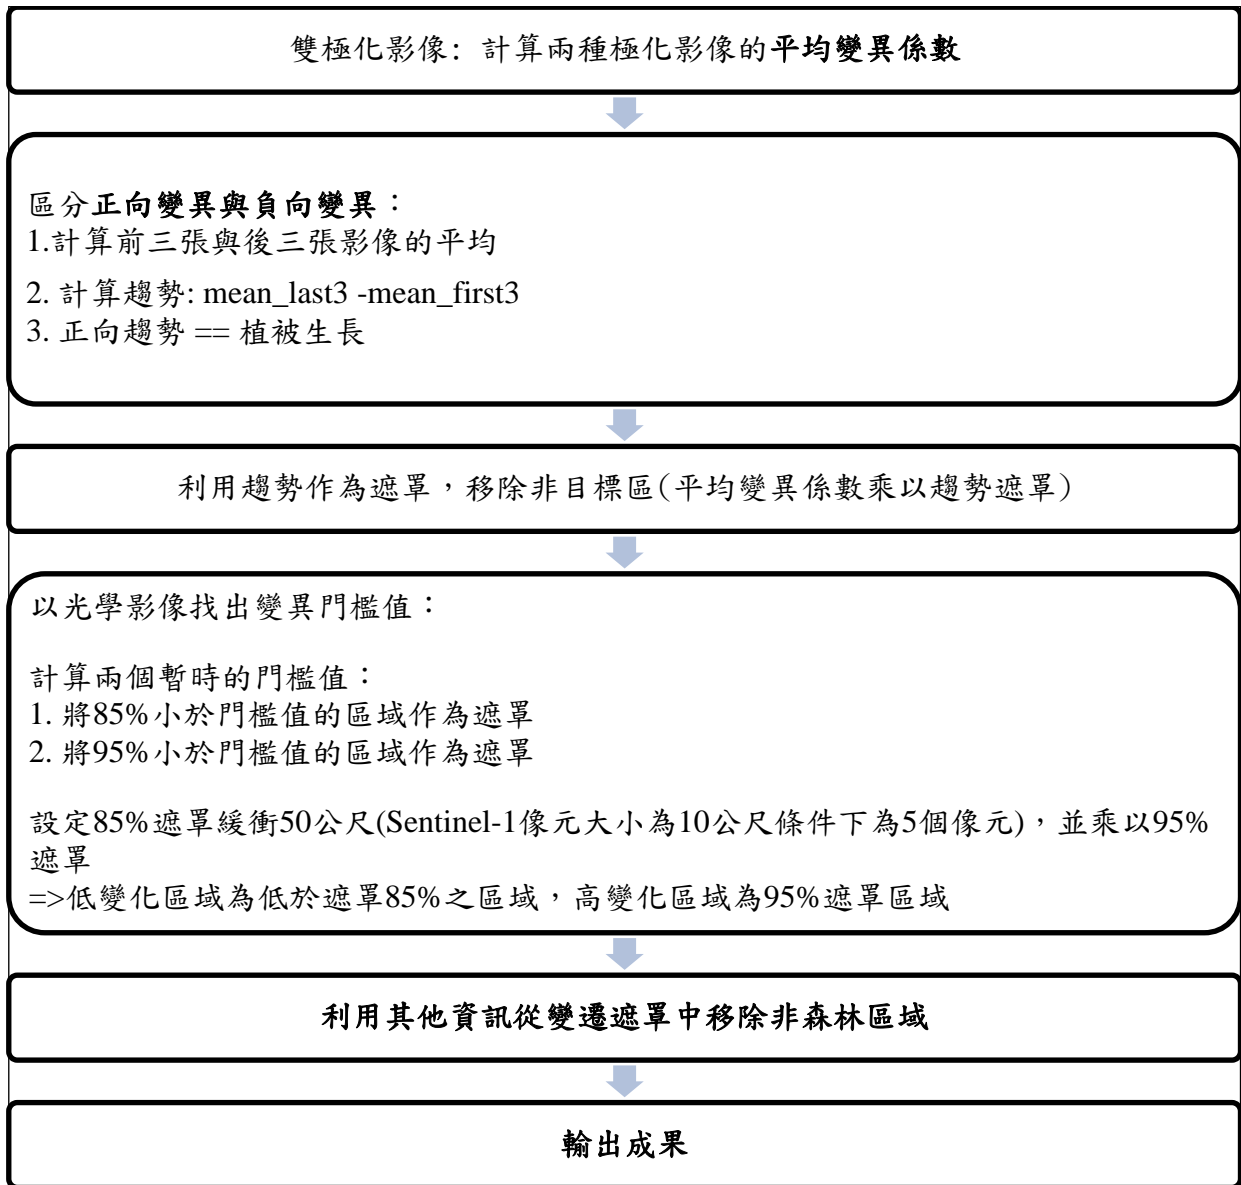 雙極化影像: 計算兩種極化影像的平均變異係數
區分正向變異與負向變異：
1.計算前三張與後三張影像的平均
2. 計算趨勢: mean_last3 -mean_first3
3. 正向趨勢 == 植被生長
利用趨勢作為遮罩，移除非目標區(平均變異係數乘以趨勢遮罩)
以光學影像找出變異門檻值：
計算兩個暫時的門檻值：
1. 將85%小於門檻值的區域作為遮罩
2. 將95%小於門檻值的區域作為遮罩
設定85%遮罩緩衝50公尺(Sentinel-1像元大小為10公尺條件下為5個像元)，並乘以95%
遮罩
=>低變化區域為低於遮罩85%之區域，高變化區域為95%遮罩區域
利用其他資訊從變遷遮罩中移除非森林區域
輸出成果